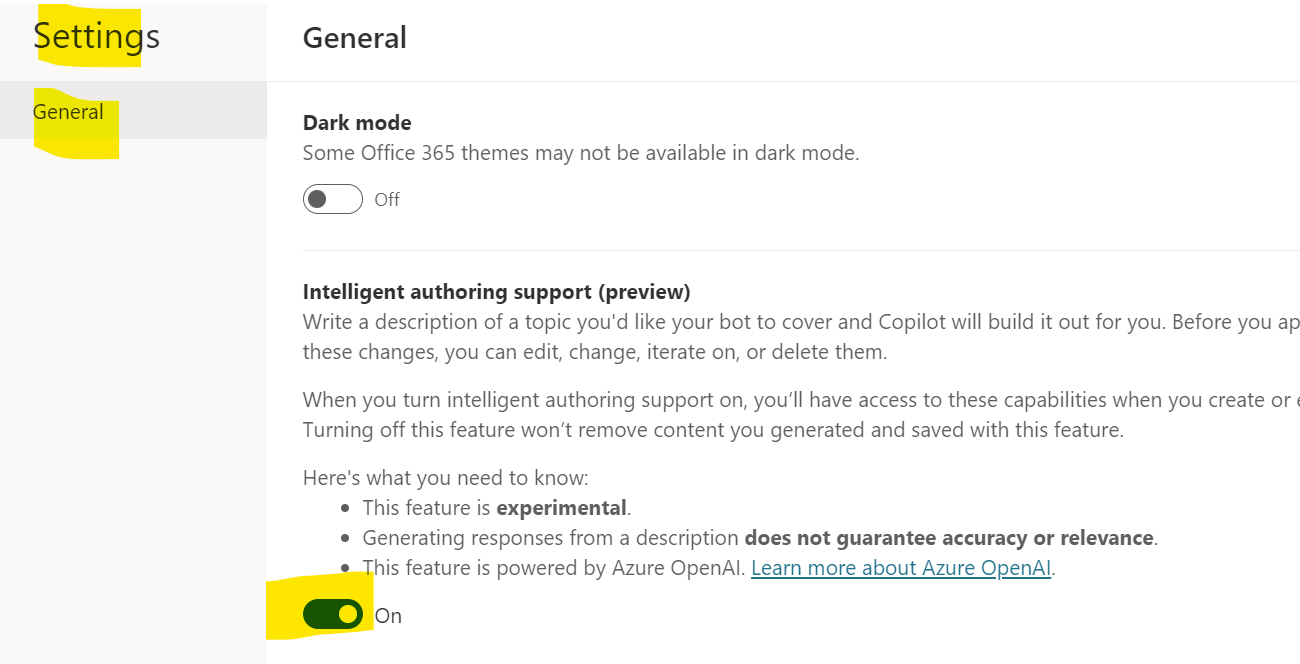 Settings
General
General
Dark mode
Some Office 365 themes may not be available in dark mode.
Off
Intelligent authoring support (preview)
Write a description of a topic you'd like your bot to cover and Copilot will build it out for you. Before you ap
these changes, you can edit, change, iterate on, or delete them.
When you turn intelligent authoring support on, you’ll have access to these capabilities when you create or e
Turning off this feature won’t remove content you generated and saved with this feature.
Here's what you need to know:
• This feature is experimental.
• Generating responses from a description does not guarantee accuracy or relevance.
• This feature is powered by Azure OpenAI. Learn more about Azure OpenAI.
On